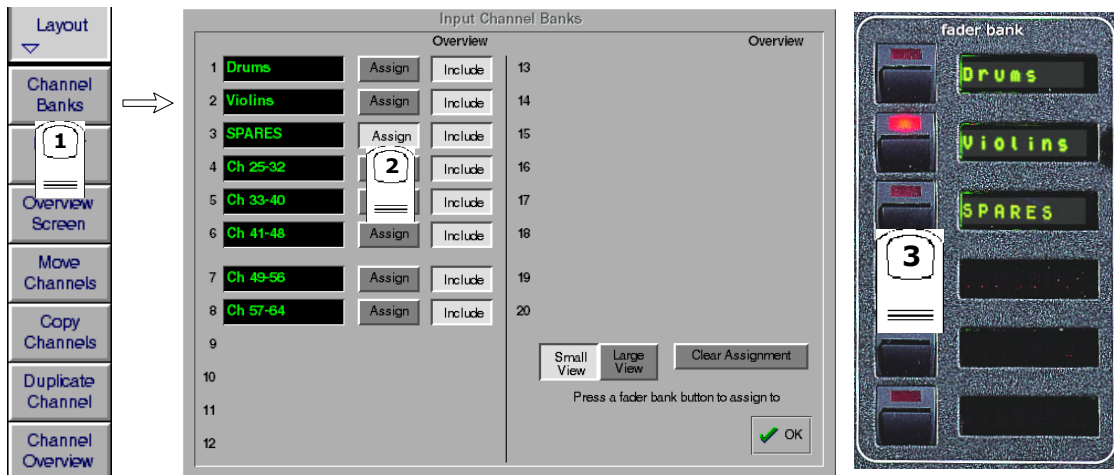 Layout
Channel
Banks
1
Overview
Screen
Move
Channels
Copy
Channels
Duplicate
Channel
Channel
Overview
Input Channel Banks
Overview Overview
1 Drums Assign Include 13
2 Violins Assign Include 14
3 SPARES Assign Include 15
2
4 Ch 25-32 Include 16
5 Ch 33-40 Include 17
6 Ch 41-48 Assign Include 18
7 Ch 49-56 Assign Include 19
8 Ch 57-64 Assign Include 20
9
10
11
12
Small
View
Large
View
Clear Assignment
Press a fader bank button to assign to
OK
fader bank
Drums
Violins
SPARES
3